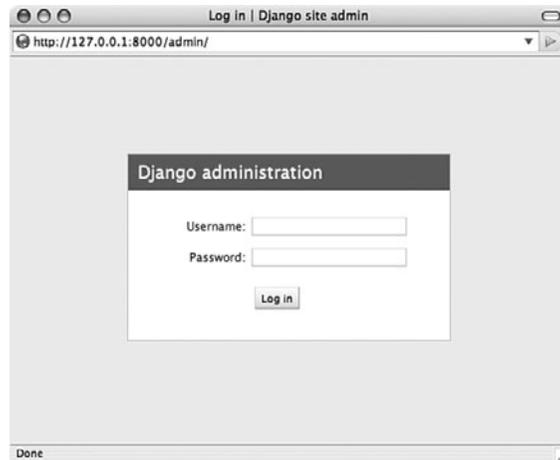 Log in | Django site admin
http://127.0.0.1:8000/admin/
Django administration
Username:
Password:
Log in
Done